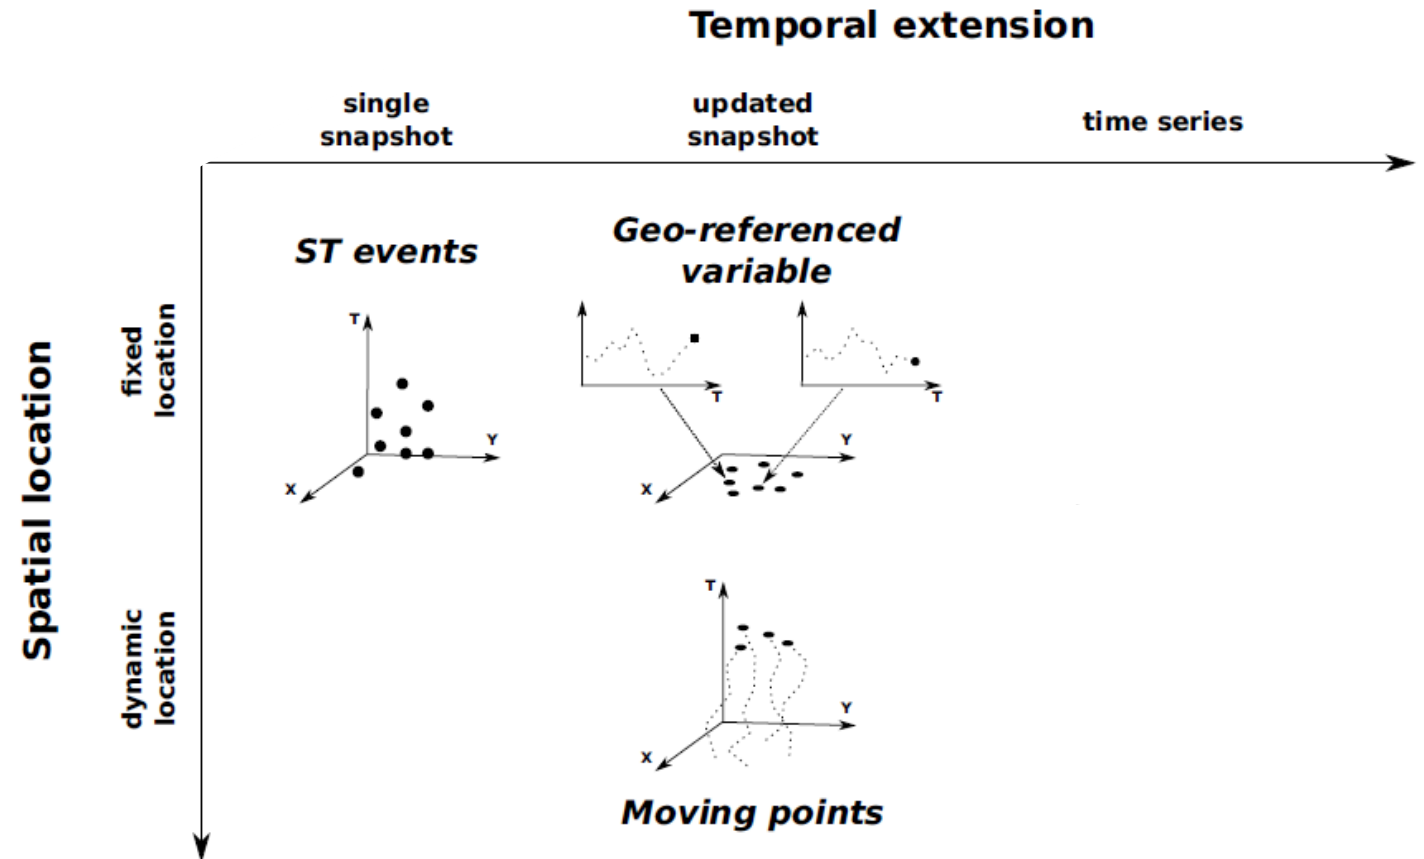 Temporal extension
single
snapshot
updated
snapshot
time series
Spatial location
fixed
location
dynamic
location
ST events
T
Y
X
Geo-referenced
variable
T
T
Y
X
T
Y
X
Moving points